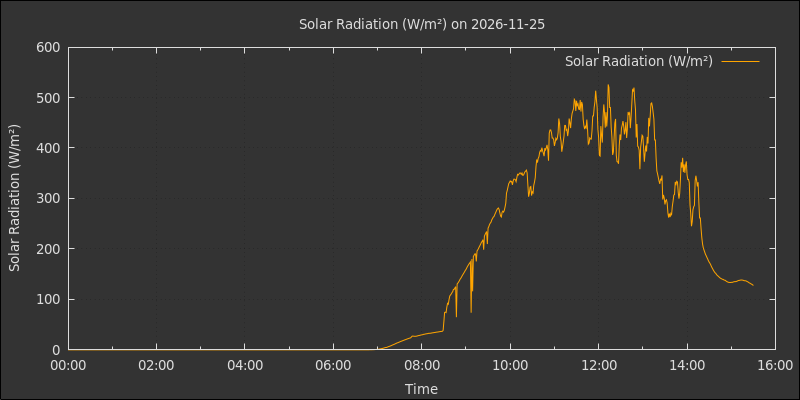 Solar Radiation (W/m²) on 2026-11-25
Solar Radiation (W/m²)
Solar Radiation (W/m²)
600
500
400
300
200
100
0
00:00 02:00 04:00 06:00 08:00 10:00 12:00 14:00 16:00
Time